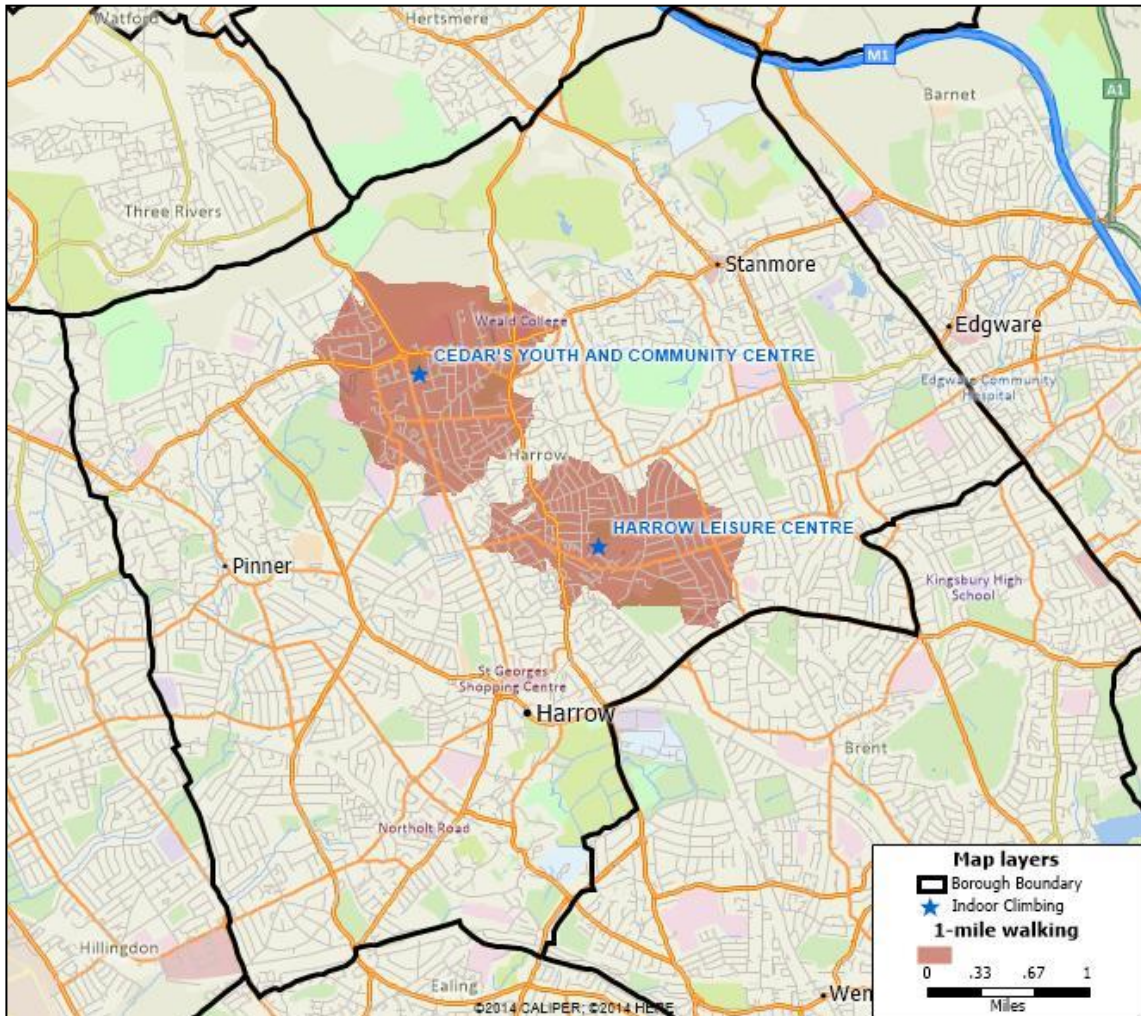 Watford
Hertsmere
M1
Barnet
A1
Three Rivers
Stanmore
Weald College
Edgware
CEDAR'S YOUTH AND COMMUNITY CENTRE
Edgware Community
Hospital
Harrow
HARROW LEISURE CENTRE
Pinner
Kingsbury High
School
St Georges
Shopping Centre
Harrow
Brent
Northolt Road
Map layers
Borough Boundary
Indoor Climbing
1-mile walking
0 .33 .67 1
Miles
Hillingdon
Ealing
Wem
©2014 CALIPER; ©2014 HERE